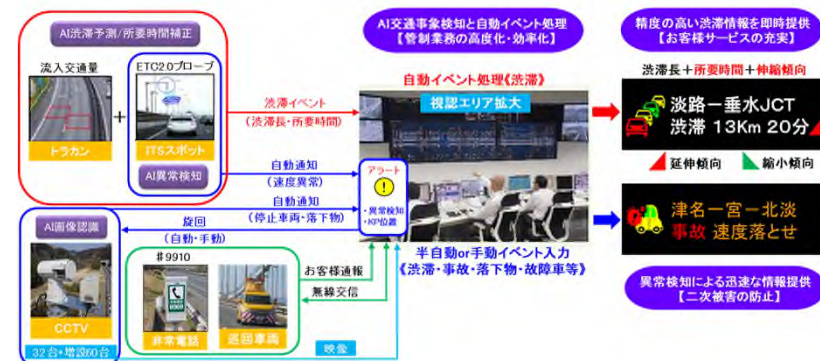 AI渋滞予測/所要時間補正
流入交通量
+
ETC2.0プローブ
トラカン
ITSスポット
AI異常検知
渋滞イベント
(渋滞長・所要時間)
自動通知
(速度異常)
自動通知
(停止車両・落下物)
旋回
(自動・手動)
AI画像認識
CCTV
32台+増設60台
#9910
非常電話
巡回車両
お客様通報
無線交信
映像
AI交通事象検知と自動イベント処理
【管制業務の高度化・効率化】
自動イベント処理《渋滞》
視認エリア拡大
アラート
!
・異常検知
・KP位置
半自動or手動イベント入力
《渋滞・事故・落下物・故障車等》
精度の高い渋滞情報を即時提供
【お客様サービスの充実】
渋滞長+所要時間+伸縮傾向
淡路ー垂水JCT
渋滞 13Km 20分
延伸傾向
縮小傾向
津名一宮ー北淡
事故 速度落とせ
異常検知による迅速な情報提供
【二次被害の防止】